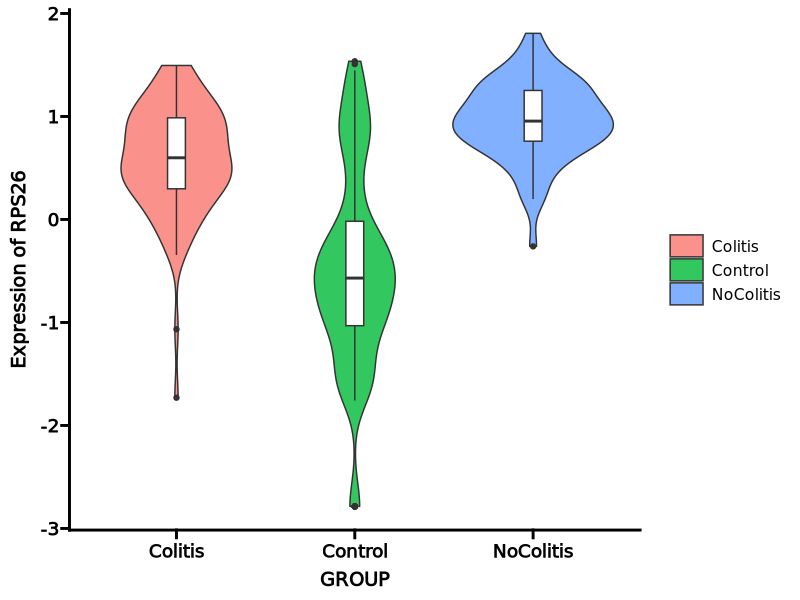 Expression of RPS26
2
1
0
-1
-2
-3
Colitis
Control
NoColitis
GROUP
Colitis
Control
NoColitis